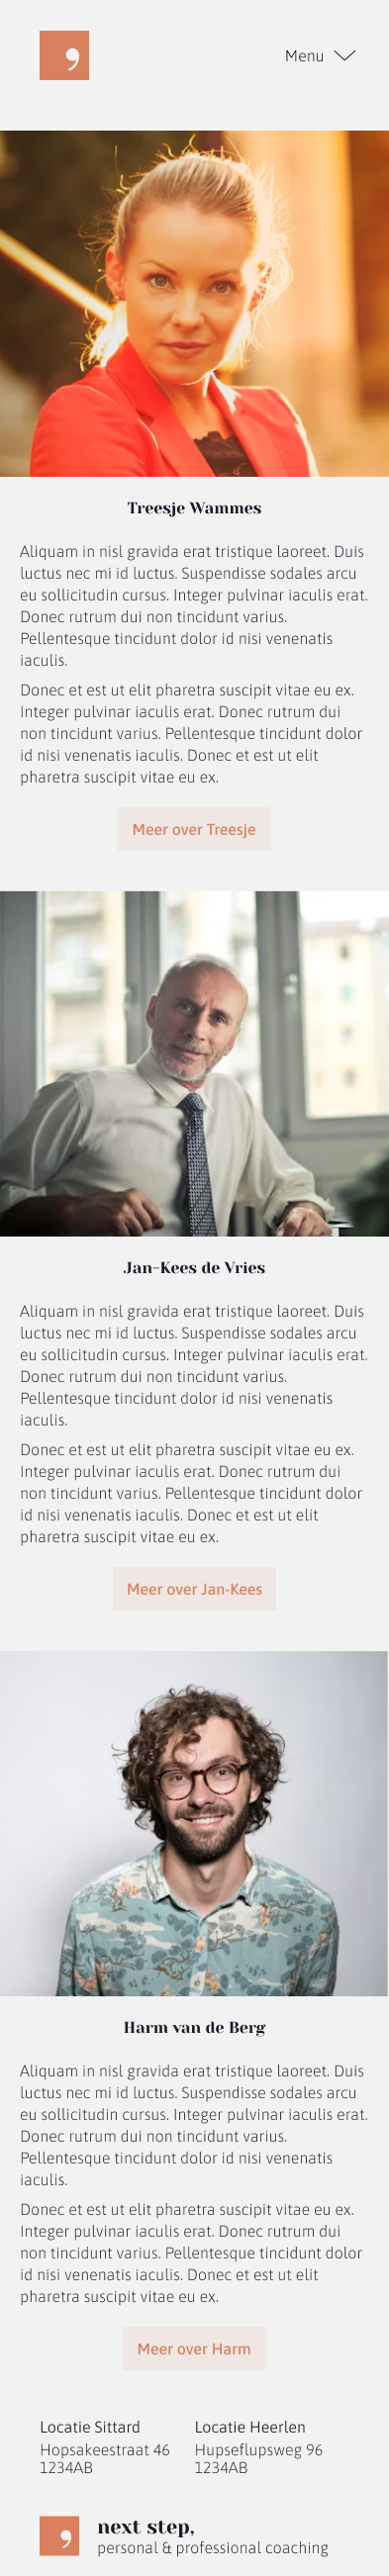 ,
Menu
Treesje Wammes
Aliquam in nisl gravida erat tristique laoreet. Duis
luctus nec mi id luctus. Suspendisse sodales arcu
eu sollicitudin cursus. Integer pulvinar iaculis erat.
Donec rutrum dui non tincidunt varius.
Pellentesque tincidunt dolor id nisi venenatis
iaculis.
Donec et est ut elit pharetra suscipit vitae eu ex.
Integer pulvinar iaculis erat. Donec rutrum dui
non tincidunt varius. Pellentesque tincidunt dolor
id nisi venenatis iaculis. Donec et est ut elit
pharetra suscipit vitae eu ex.
Meer over Treesje
Jan-Kees de Vries
Aliquam in nisl gravida erat tristique laoreet. Duis
luctus nec mi id luctus. Suspendisse sodales arcu
eu sollicitudin cursus. Integer pulvinar iaculis erat.
Donec rutrum dui non tincidunt varius.
Pellentesque tincidunt dolor id nisi venenatis
iaculis.
Donec et est ut elit pharetra suscipit vitae eu ex.
Integer pulvinar iaculis erat. Donec rutrum dui
non tincidunt varius. Pellentesque tincidunt dolor
id nisi venenatis iaculis. Donec et est ut elit
pharetra suscipit vitae eu ex.
Meer over Jan-Kees
Harm van de Berg
Aliquam in nisl gravida erat tristique laoreet. Duis
luctus nec mi id luctus. Suspendisse sodales arcu
eu sollicitudin cursus. Integer pulvinar iaculis erat.
Donec rutrum dui non tincidunt varius.
Pellentesque tincidunt dolor id nisi venenatis
iaculis.
Donec et est ut elit pharetra suscipit vitae eu ex.
Integer pulvinar iaculis erat. Donec rutrum dui
non tincidunt varius. Pellentesque tincidunt dolor
id nisi venenatis iaculis. Donec et est ut elit
pharetra suscipit vitae eu ex.
Meer over Harm
Locatie Sittard
Hopsakeestraat 46
1234AB
Locatie Heerlen
Hupseflupsweg 96
1234AB
,
next step,
personal & professional coaching